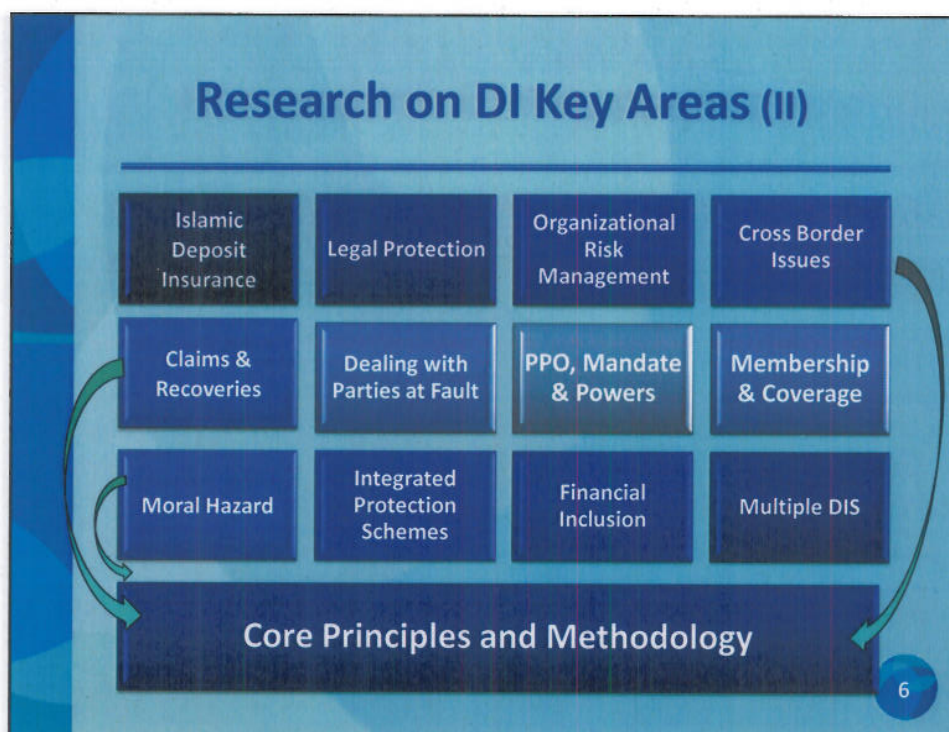 Research on DI Key Areas (II)
Islamic
Deposit
Insurance
Legal Protection
Organizational
Risk
Management
Cross Border
Issues
Claims &
Recoveries
Dealing with
Parties at Fault
PPO, Mandate
& Powers
Membership
& Coverage
Moral Hazard
Integrated
Protection
Schemes
Financial
Inclusion
Multiple DIS
Core Principles and Methodology
6